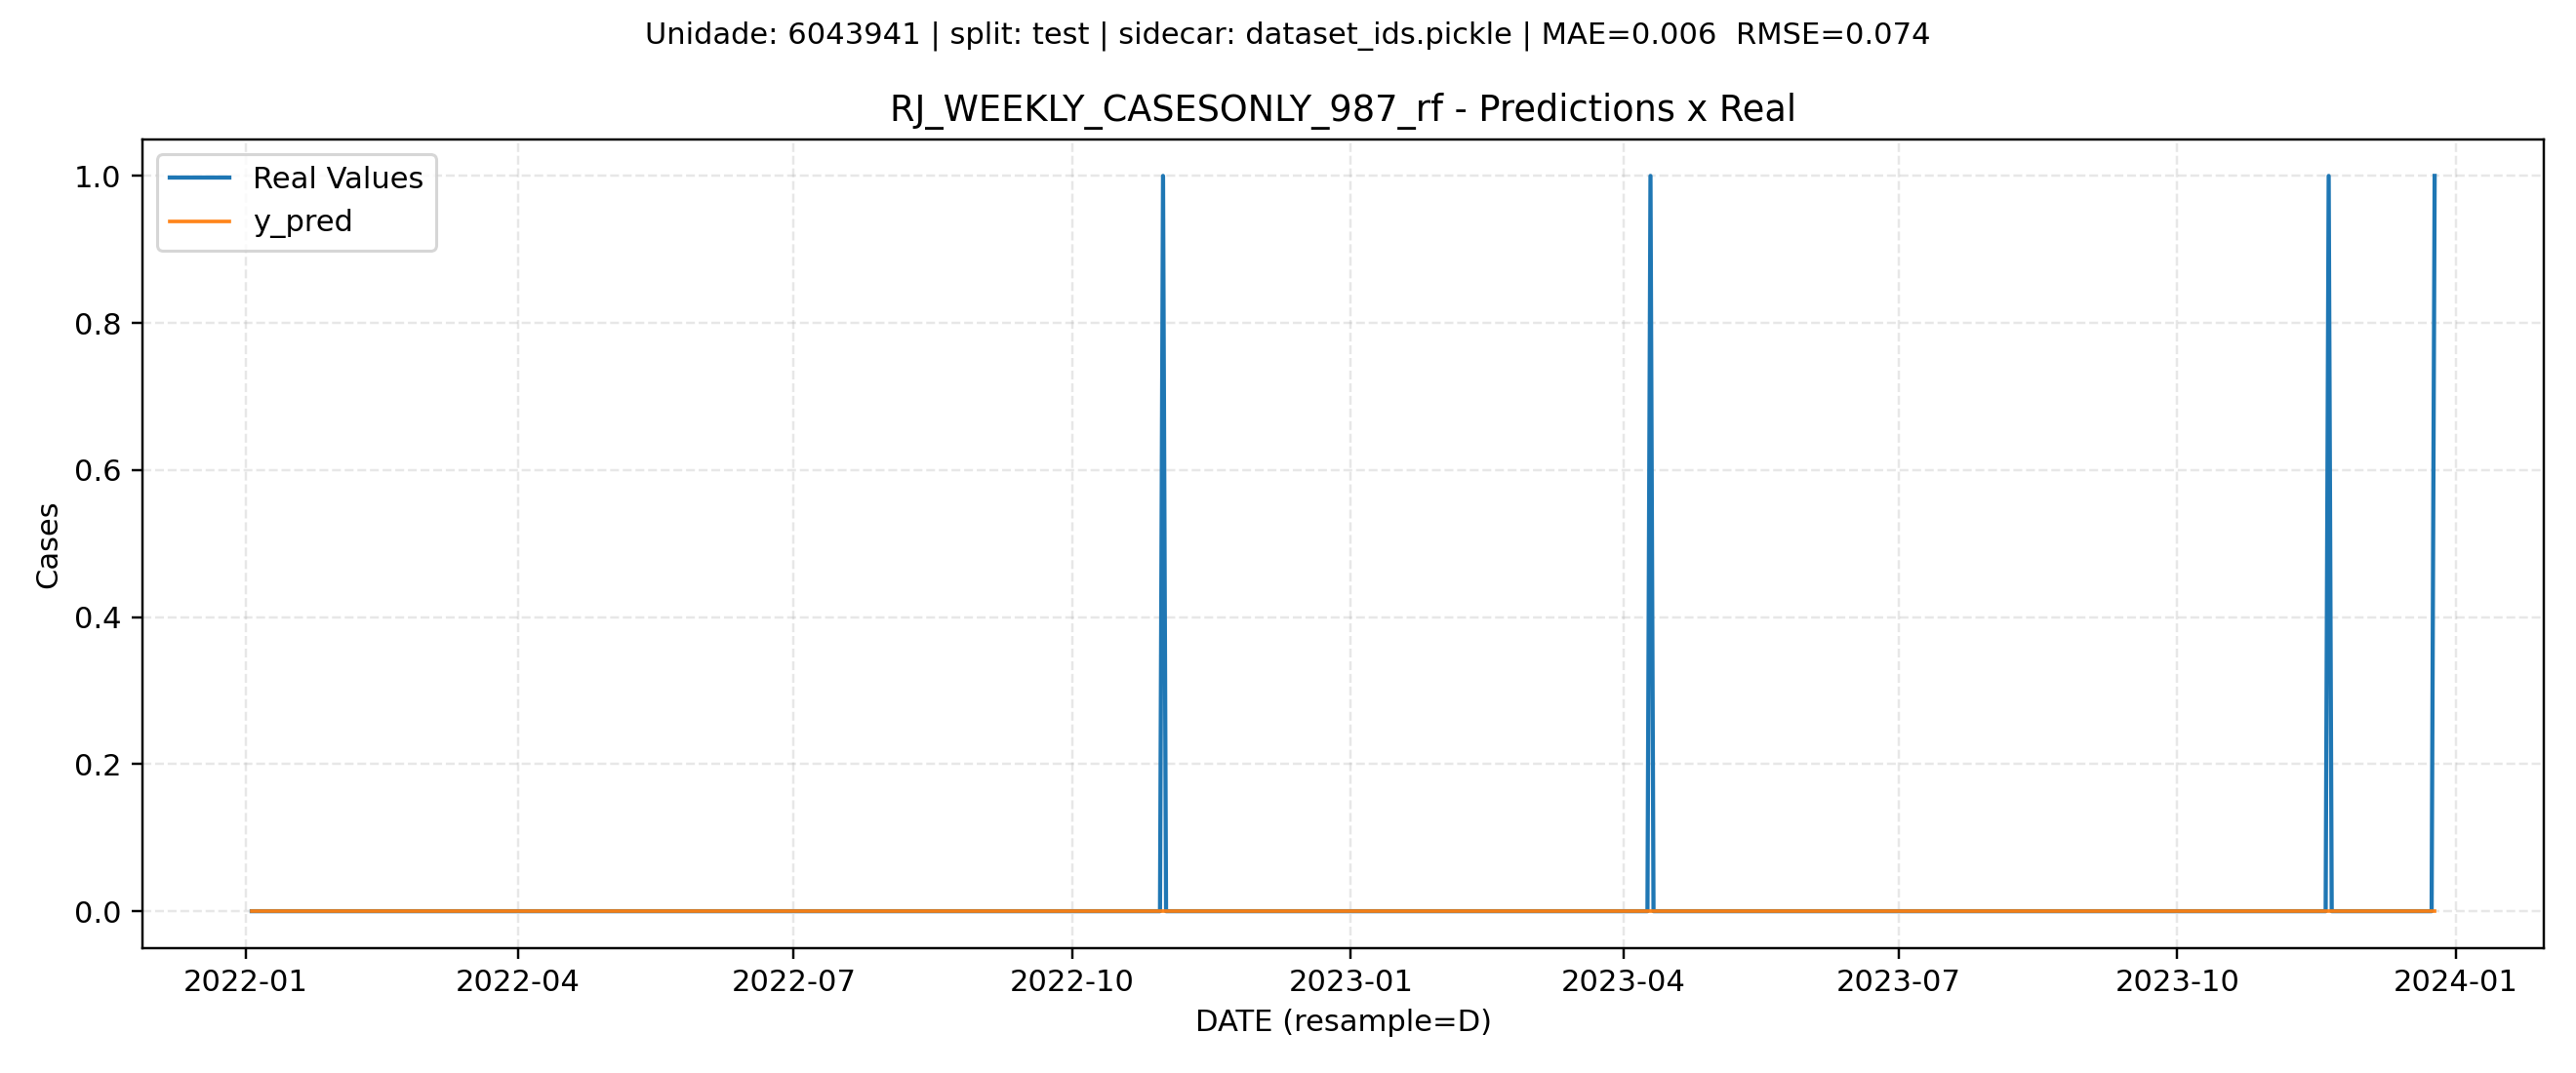 Unidade: 6043941 | split: test | sidecar: dataset_ids.pickle | MAE=0.006  RMSE=0.074
RJ_WEEKLY_CASESONLY_987_rf - Predictions x Real
Real Values
y_pred
1.0
0.8
0.6
0.4
0.2
0.0
Cases
2022-01 2022-04 2022-07 2022-10 2023-01 2023-04 2023-07 2023-10 2024-01
DATE (resample=D)